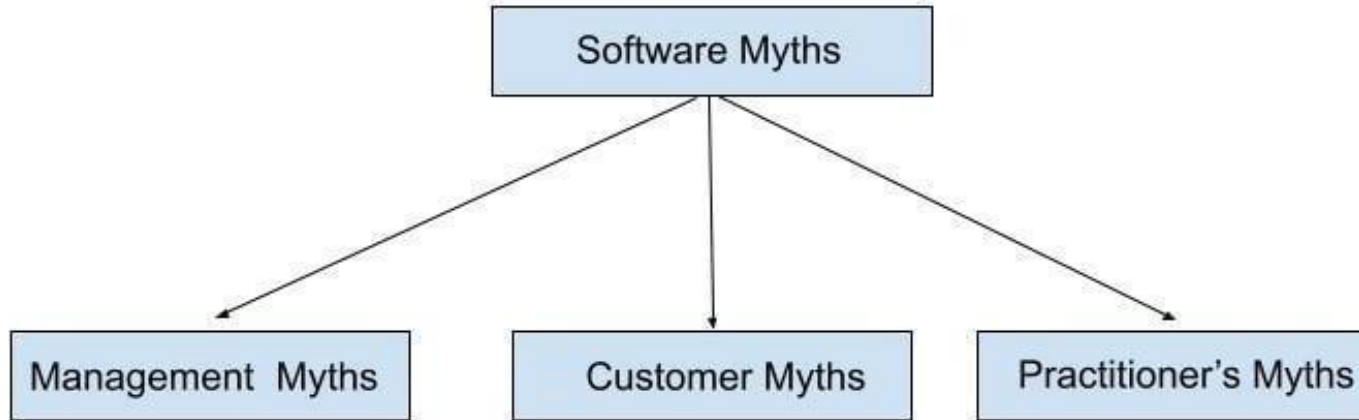 Software Myths
Management Myths
Customer Myths
Practitioner’s Myths